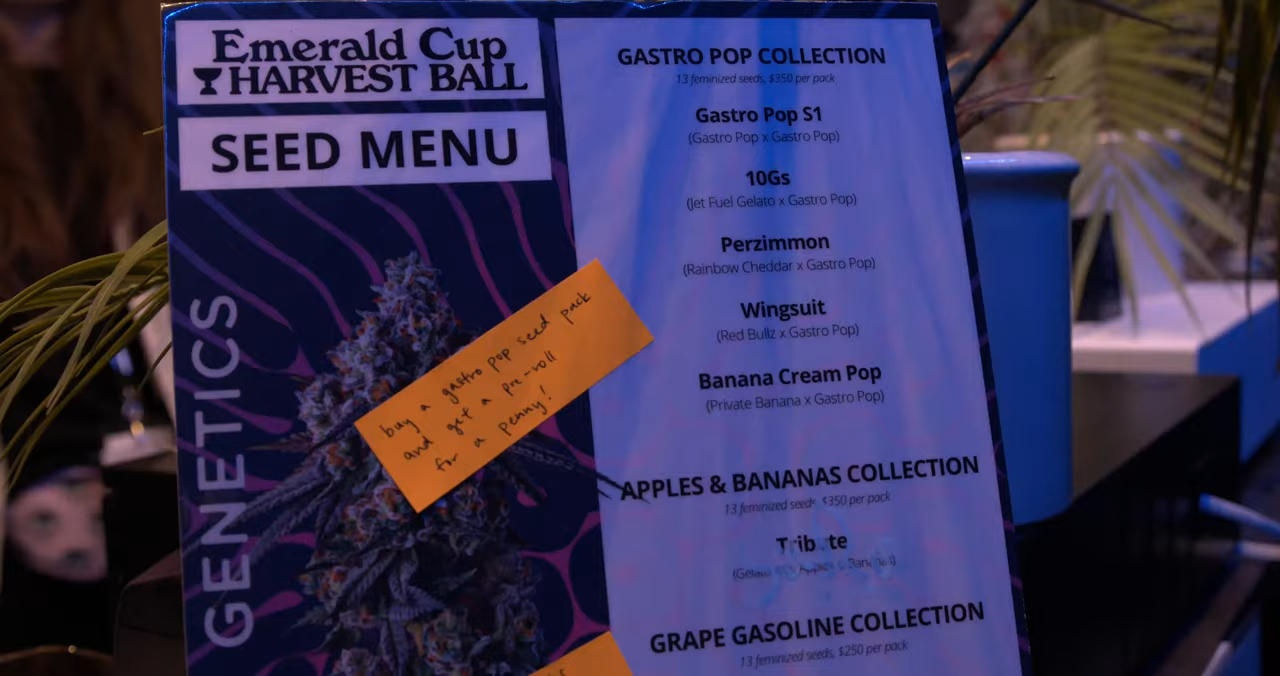 Emerald Cup
HARVEST BALL
SEED MENU
GENETICS
buy a gastro pop seed pack
and get a pre-roll
for a penny!
GASTRO POP COLLECTION
13 feminized seeds, $350 per pack
Gastro Pop S1
(Gastro Pop x Gastro Pop)
10Gs
(Jet Fuel Gelato x Gastro Pop)
Perzimmon
(Rainbow Cheddar x Gastro Pop)
Wingsuit
(Red Bullz x Gastro Pop)
Banana Cream Pop
(Private Banana x Gastro Pop)
APPLES & BANANAS COLLECTION
13 feminized seeds $350 per pack
Trib te
GRAPE GASOLINE COLLECTION
13 feminized seeds, $250 per pack